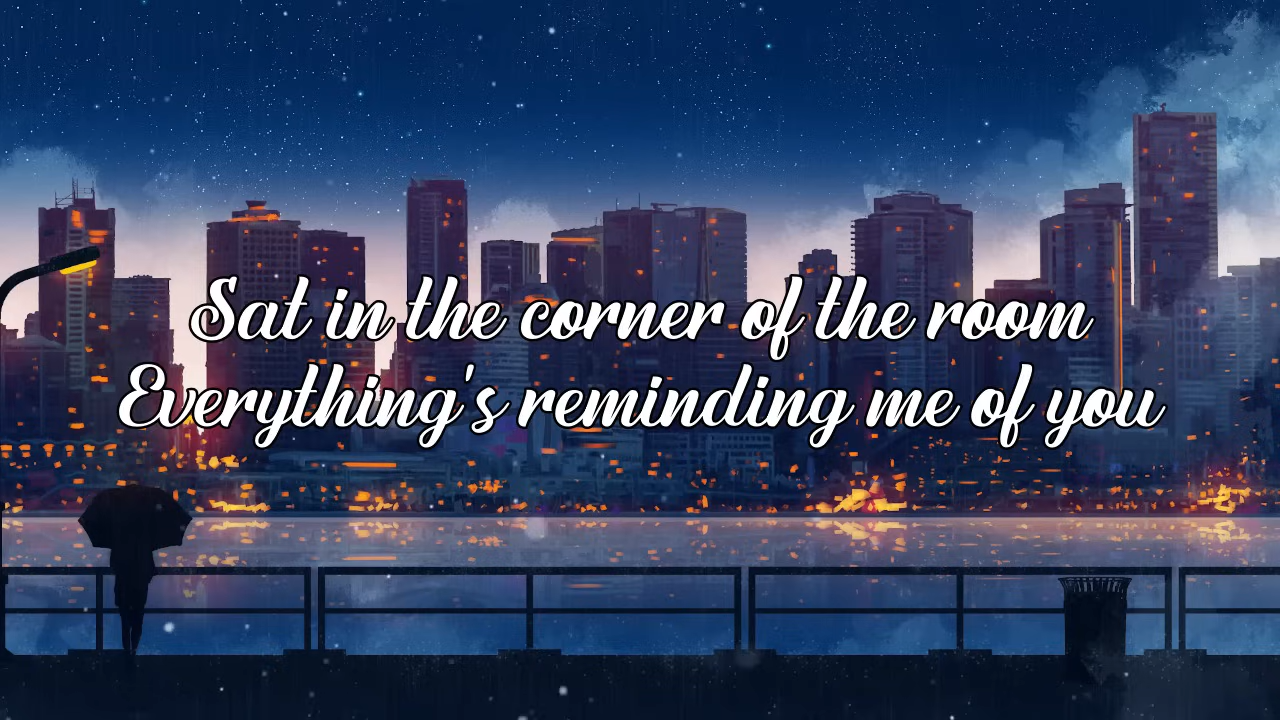 Sat in the corner of the room
Everything's reminding me of you